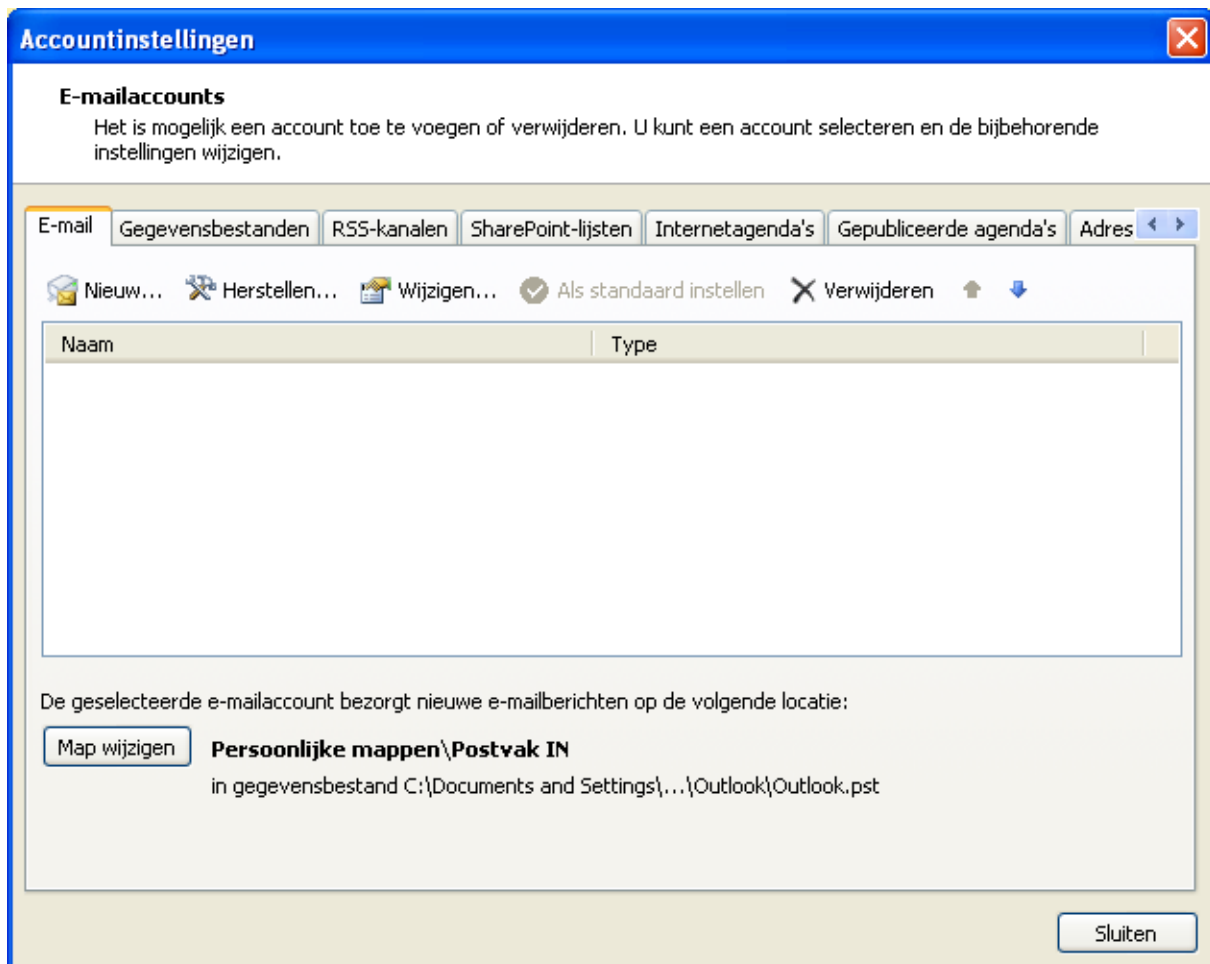 Accountinstellingen
E-mailaccounts
Het is mogelijk een account toe te voegen of verwijderen. U kunt een account selecteren en de bijbehorende
instellingen wijzigen.
E-mail Gegevensbestanden RSS-kanalen SharePoint-lijsten Internetagenda's Gepubliceerde agenda's Adres
Nieuw... Herstellen... Wijzigen... Als standaard instellen Verwijderen
Naam Type
De geselecteerde e-mailaccount bezorgt nieuwe e-mailberichten op de volgende locatie:
Map wijzigen Persoonlijke mappen\Postvak IN
in gegevensbestand C:\Documents and Settings\...\Outlook\Outlook.pst
Sluiten